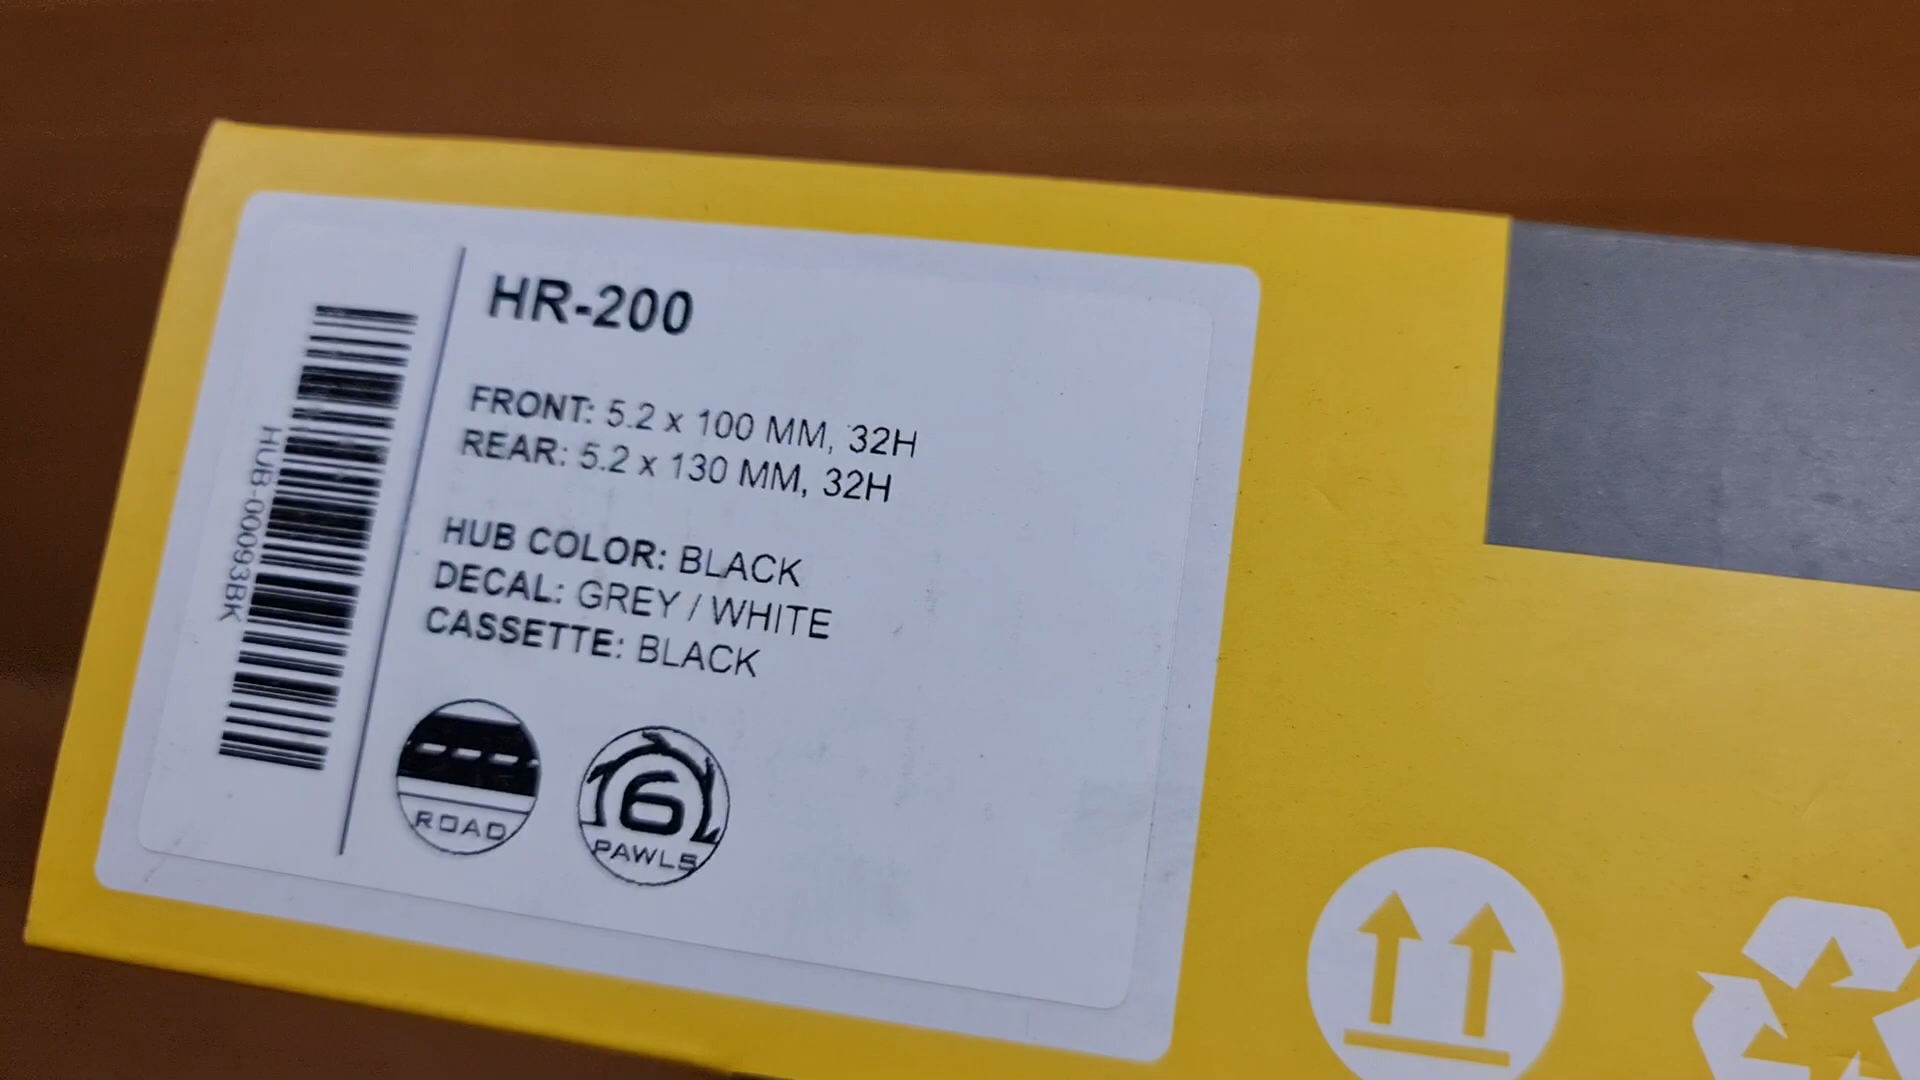 HR-200
FRONT: 5.2 x 100 MM, 32H
REAR: 5.2 x 130 MM, 32H
HUB COLOR: BLACK
DECAL: GREY / WHITE
CASSETTE: BLACK
HUB-00093BK
ROAD
6
PAWLS